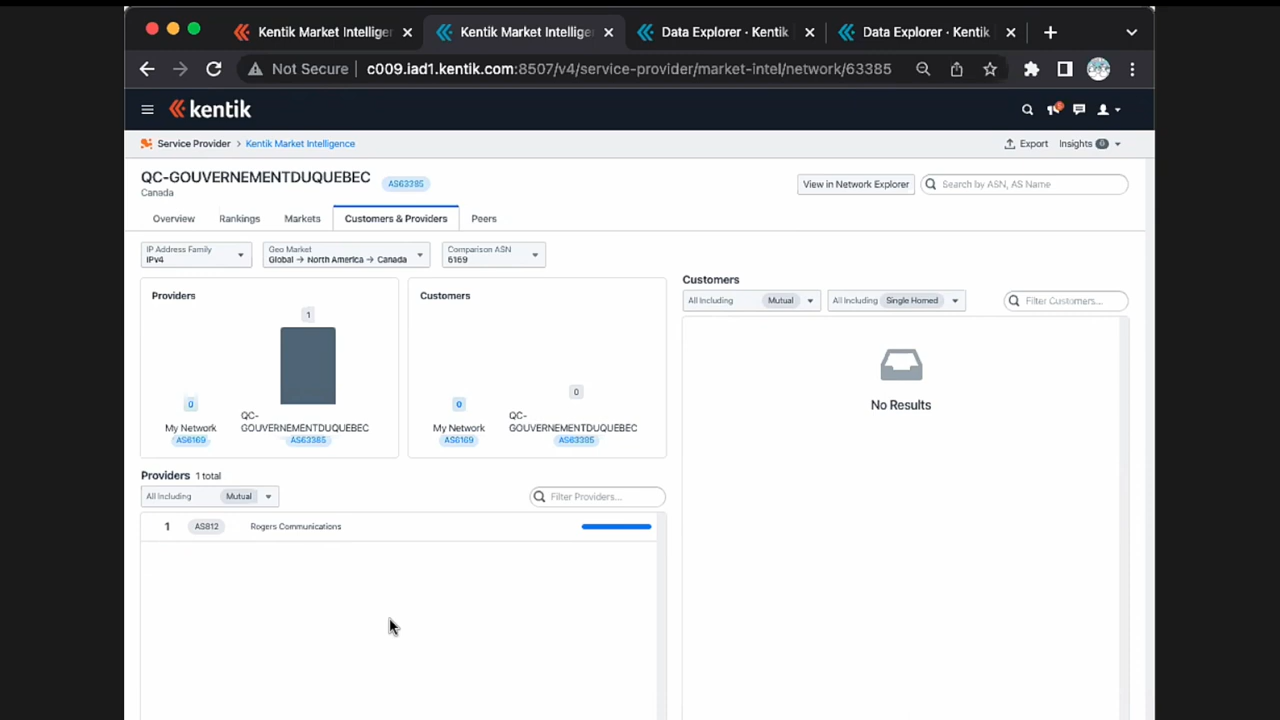 Kentik Market Intelligen
Kentik Market Intelligen
Data Explorer · Kentik
Data Explorer · Kentik
Not Secure
c009.iad1.kentik.com:8507/v4/service-provider/market-intel/network/63385
kentik
Service Provider > Kentik Market Intelligence
Export
Insights 0
QC-GOUVERNEMENTDUQUEBEC
AS63385
Canada
View in Network Explorer
Search by ASN, AS Name
Overview
Rankings
Markets
Customers & Providers
Peers
IP Address Family
IPv4
Geo Market
Global → North America → Canada
Comparison ASN
6169
Providers
1
0
My Network
AS6169
QC-
GOUVERNEMENTDUQUEBEC
AS63385
Customers
0
0
My Network
AS6169
QC-
GOUVERNEMENTDUQUEBEC
AS63385
Providers 1 total
All Including Mutual
Filter Providers...
1 AS812 Rogers Communications
Customers
All Including Mutual
All Including Single Homed
Filter Customers...
No Results